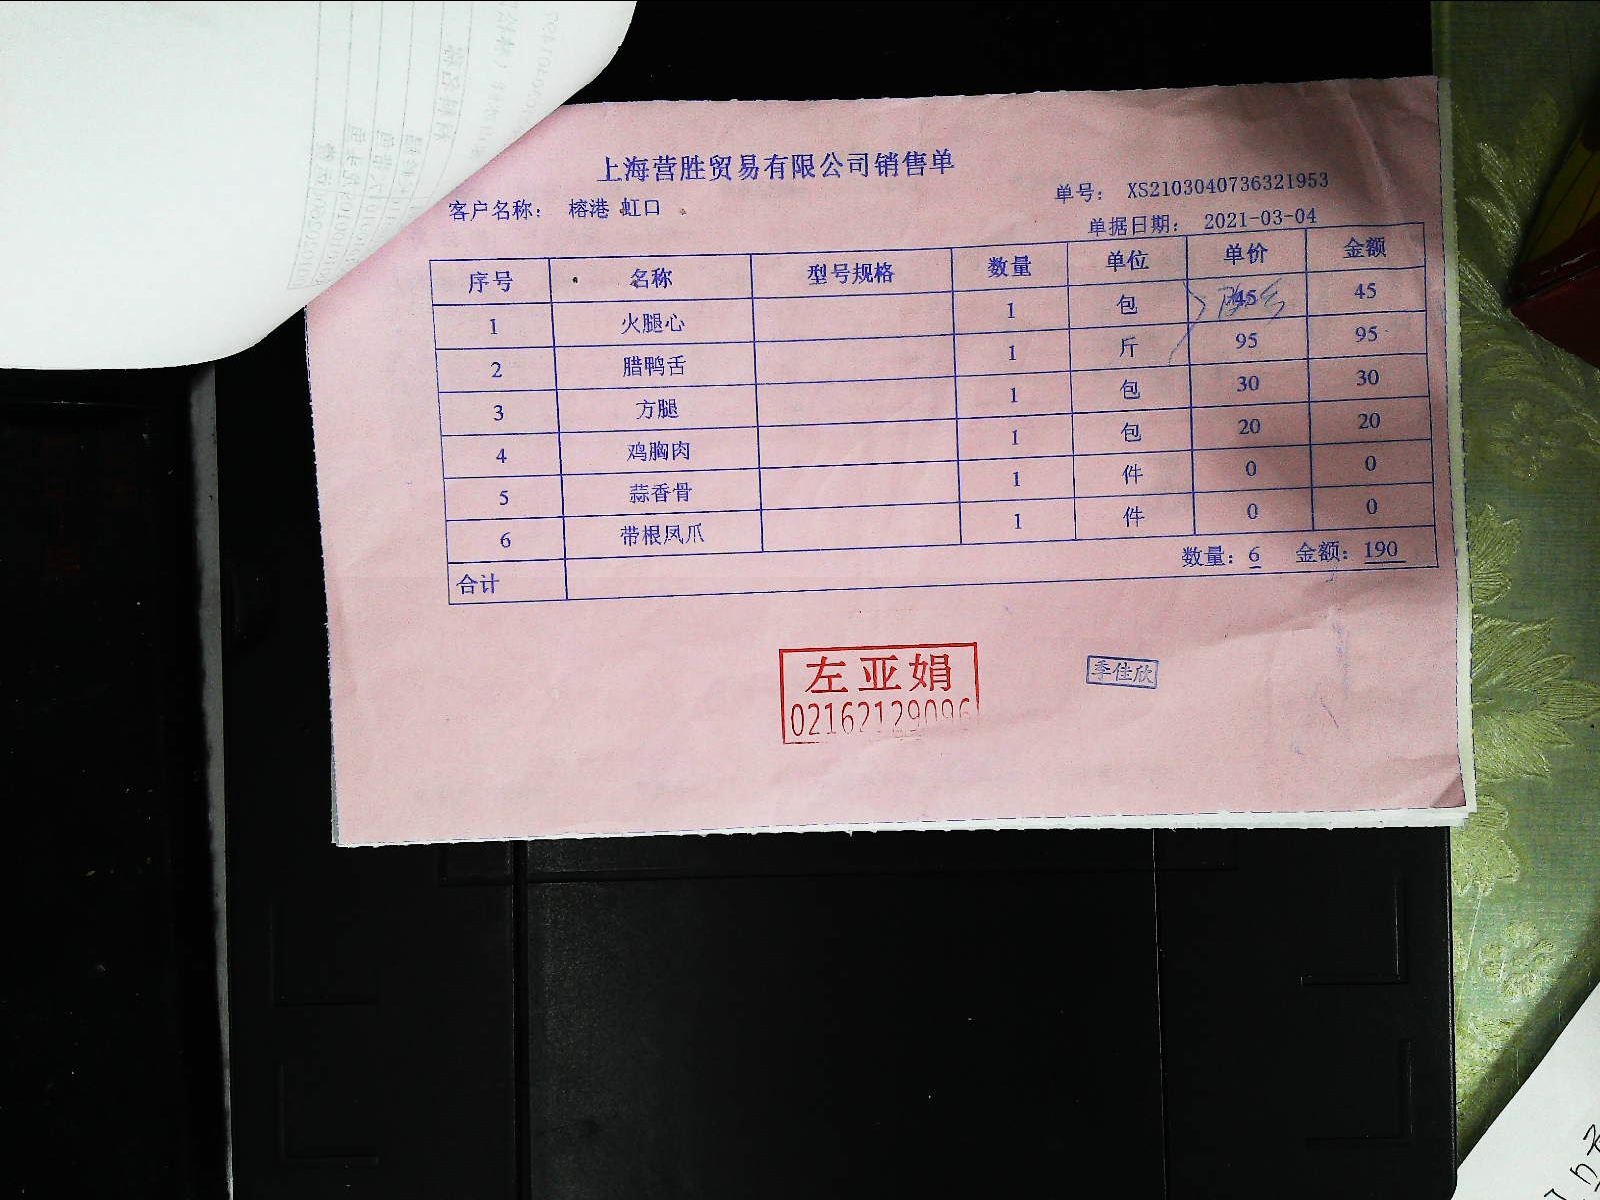 上海营胜贸易有限公司销售单
客户名称： 榕港 虹口
单号： XS2103040736321953
单据日期： 2021-03-04
序号 名称 型号规格 数量 单位 单价 金额
1 火腿心 1 包 45 45
2 腊鸭舌 1 斤 95 95
3 方腿 1 包 30 30
4 鸡胸肉 1 包 20 20
5 蒜香骨 1 件 0 0
6 带根凤爪 1 件 0 0
合计 数量：6 金额：190
左亚娟
02162129096
季佳欣